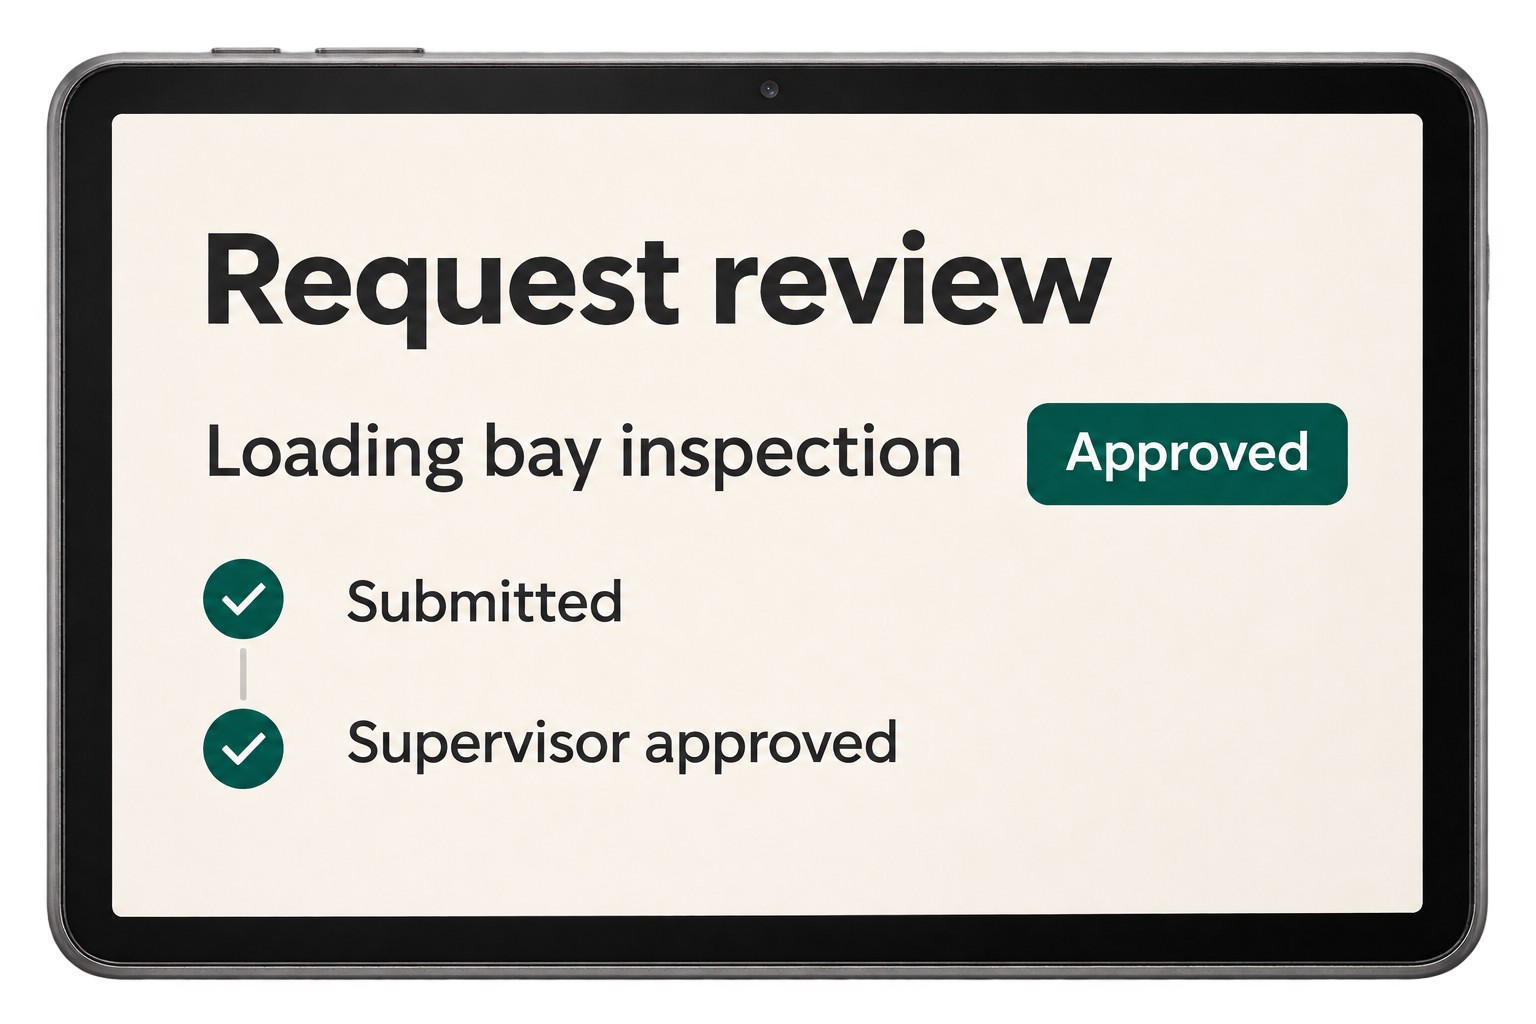 Request review
Loading bay inspection
Approved
Submitted
Supervisor approved